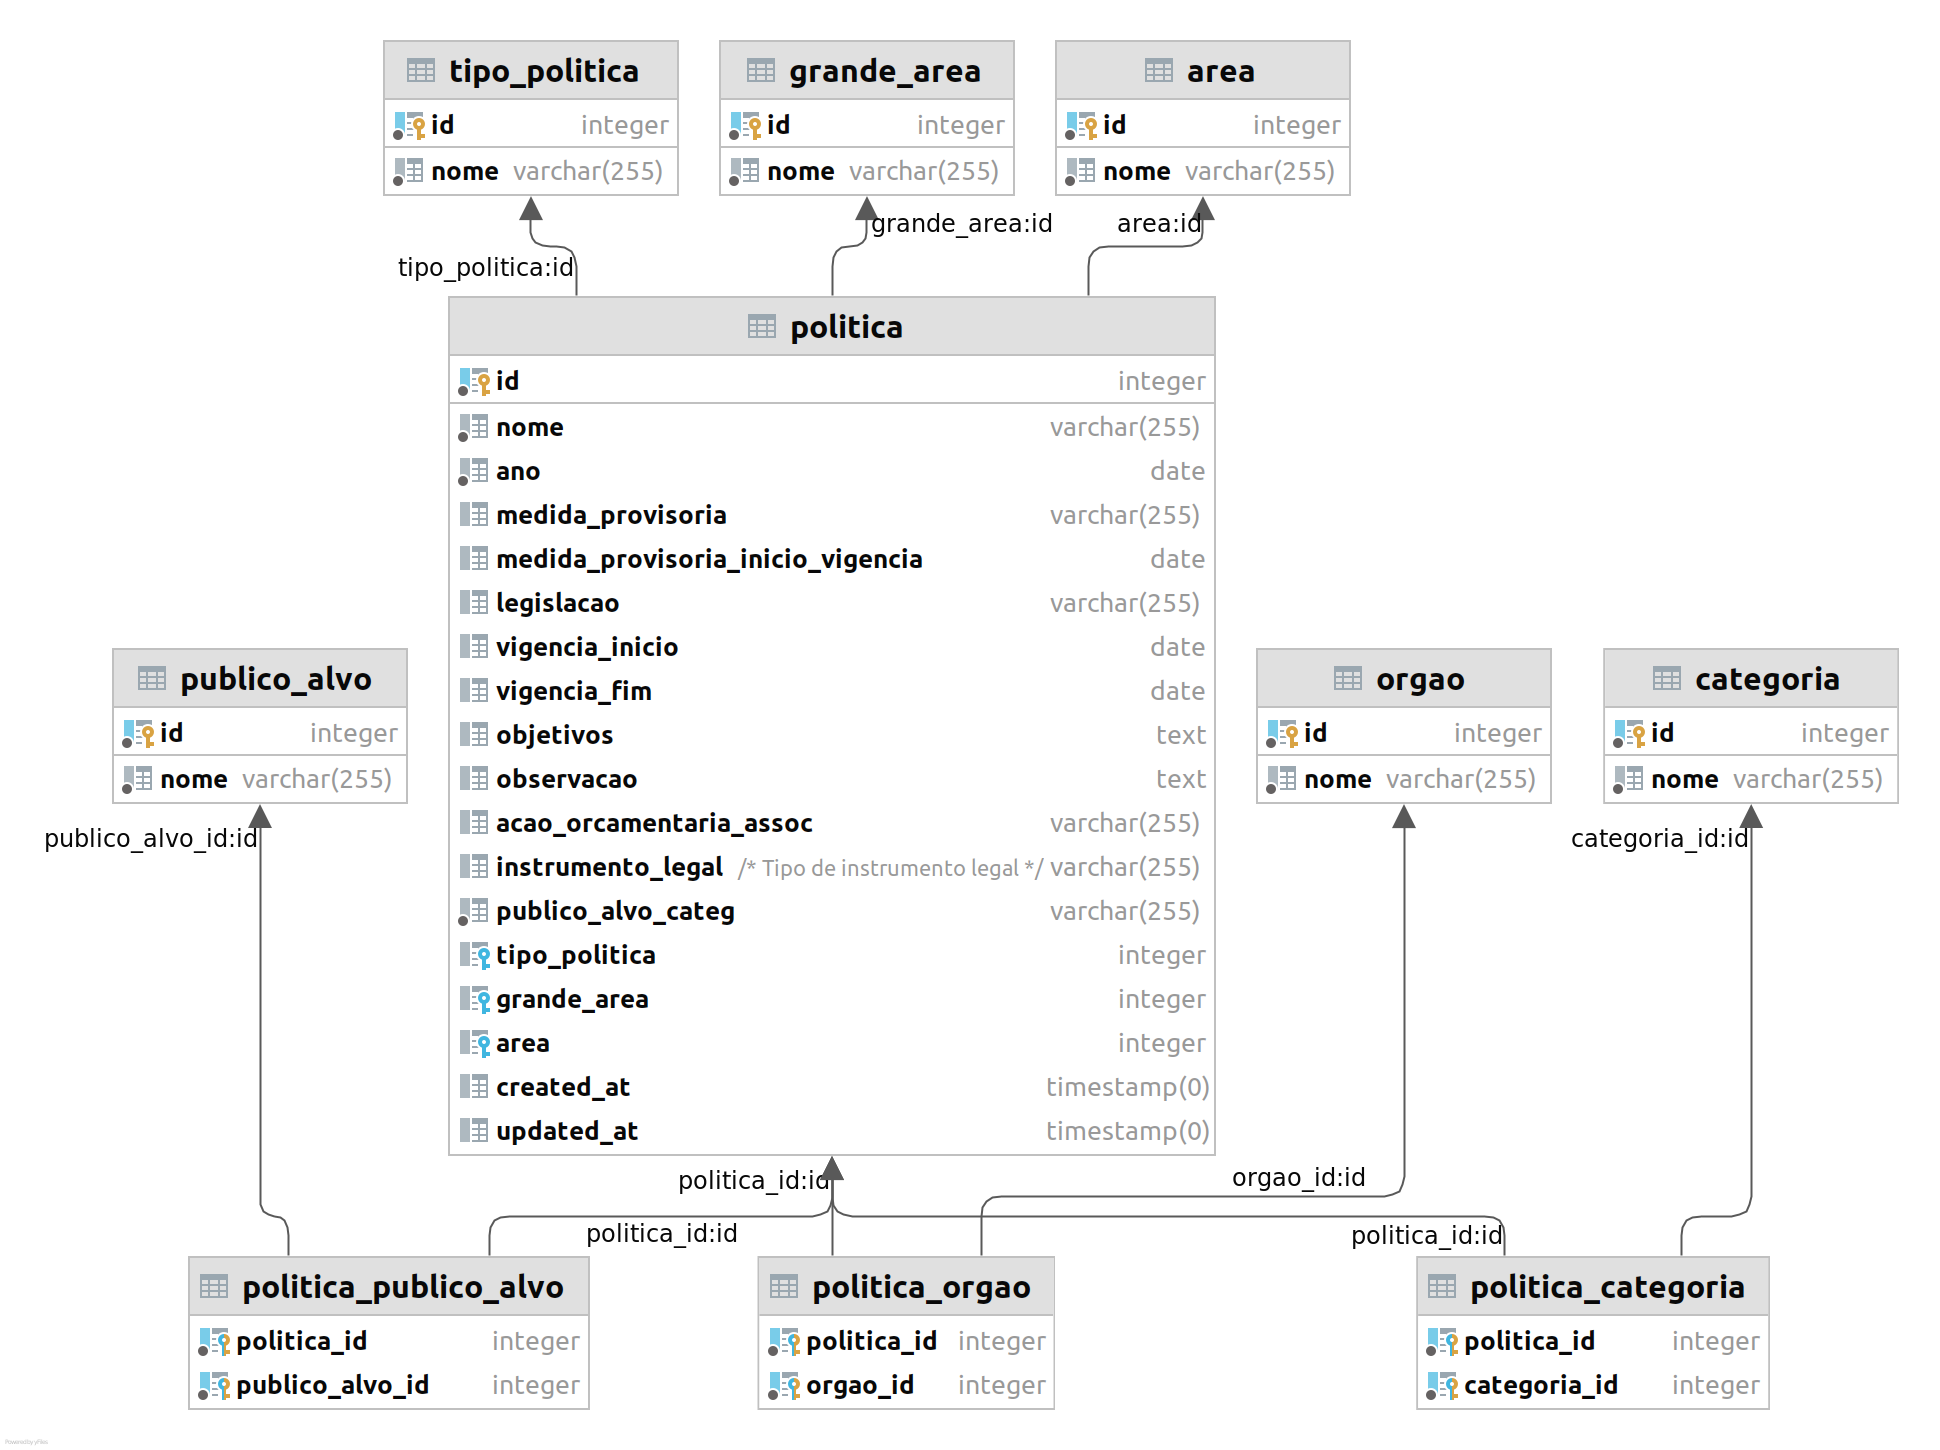 tipo_politica
id integer
nome varchar(255)
grande_area
id integer
nome varchar(255)
area
id integer
nome varchar(255)
grande_area:id
area:id
tipo_politica:id
politica
id integer
nome varchar(255)
ano date
medida_provisoria varchar(255)
medida_provisoria_inicio_vigencia date
legislacao varchar(255)
vigencia_inicio date
vigencia_fim date
objetivos text
observacao text
acao_orcamentaria_assoc varchar(255)
instrumento_legal /* Tipo de instrumento legal */ varchar(255)
publico_alvo_categ varchar(255)
tipo_politica integer
grande_area integer
area integer
created_at timestamp(0)
updated_at timestamp(0)
publico_alvo
id integer
nome varchar(255)
publico_alvo_id:id
orgao
id integer
nome varchar(255)
categoria
id integer
nome varchar(255)
categoria_id:id
politica_id:id
orgao_id:id
politica_id:id
politica_id:id
politica_publico_alvo
politica_id integer
publico_alvo_id integer
politica_orgao
politica_id integer
orgao_id integer
politica_categoria
politica_id integer
categoria_id integer
Powered by yFiles